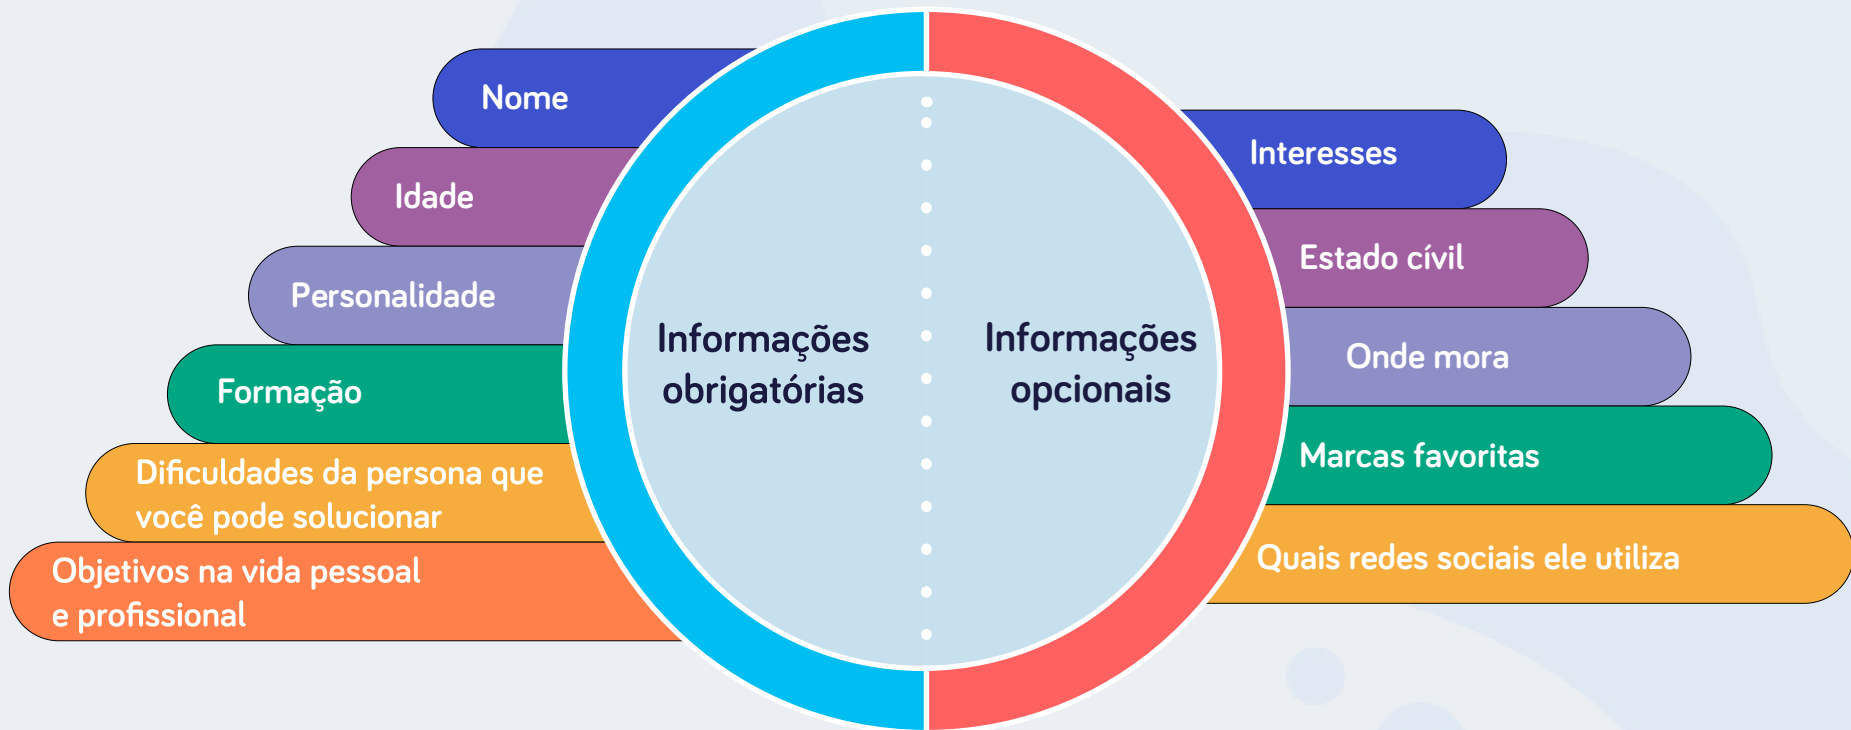 Nome
Idade
Personalidade
Formação
Dificuldades da persona que
você pode solucionar
Objetivos na vida pessoal
e profissional
Informações
obrigatórias
Informações
opcionais
Interesses
Estado cívil
Onde mora
Marcas favoritas
Quais redes sociais ele utiliza